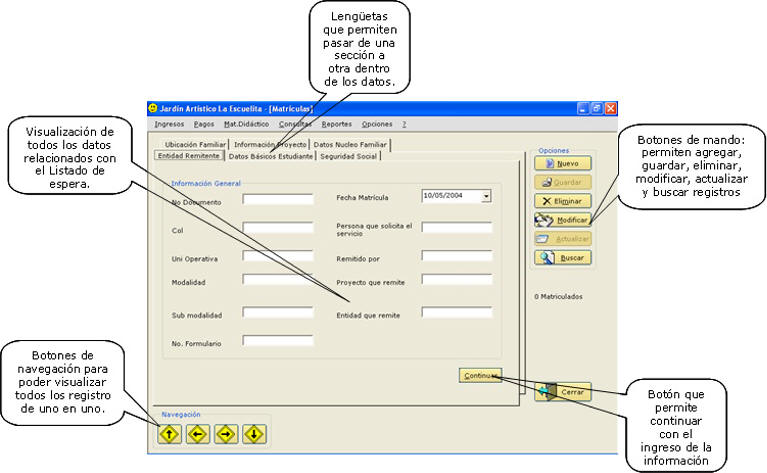 Lengüetas
que permiten
pasar de una
sección a
otra dentro
de los datos.
Jardín Artístico La Escuelita - [Matrículas]
Ingresos Pagos Mat.Didáctico Consultas Reportes Opciones ?
Visualización de
todos los datos
relacionados con
el Listado de
espera.
Ubicación Familiar Información Proyecto Datos Nucleo Familiar
Entidad Remitente Datos Básicos Estudiante Seguridad Social
Información General
No Documento
Fecha Matrícula 10/05/2004
Col
Persona que solicita el
servicio
Uni Operativa
Remitido por
Modalidad
Proyecto que remite
Sub modalidad
Entidad que remite
No. Formulario
Continuar
Opciones
Nuevo
Guardar
Eliminar
Modificar
Actualizar
Buscar
0 Matriculados
Cerrar
Botones de mando:
permiten agregar,
guardar, eliminar,
modificar, actualizar
y buscar registros
Botones de
navegación para
poder visualizar
todos los registro
de uno en uno.
Navegación
Botón que
permite
continuar
con el
ingreso de la
información